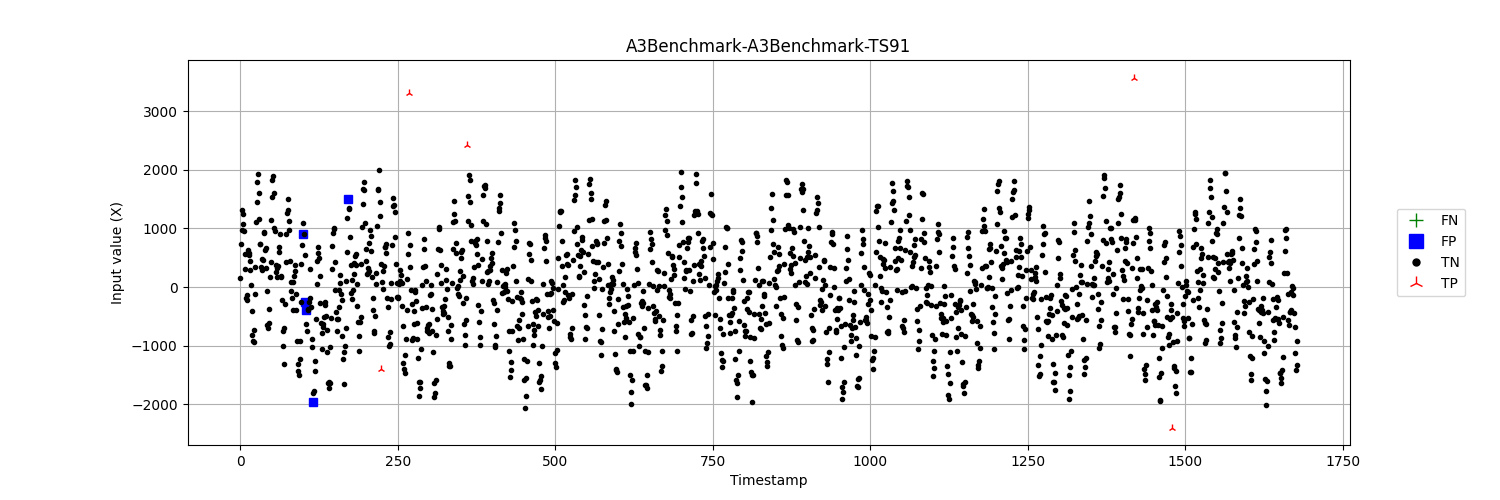 A3Benchmark-A3Benchmark-TS91
Input value (X)
3000
2000
1000
0
−1000
−2000
0
250
500
750
1000
1250
1500
1750
Timestamp
FN
FP
TN
TP